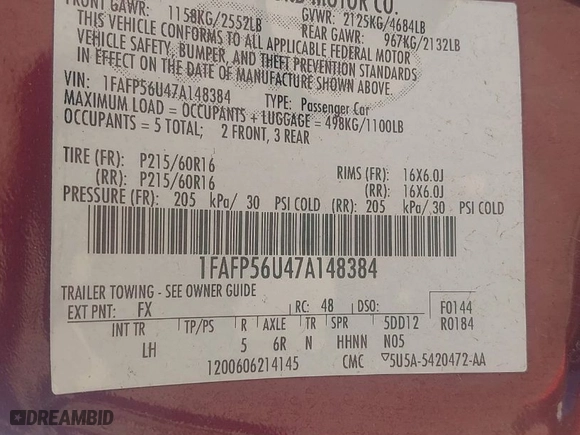 FRONT GAWR: 1158KG/2552LB
MOTOR CO.
GVWR: 2125KG/4684LB
REAR GAWR: 967KG/2132LB
THIS VEHICLE CONFORMS TO ALL APPLICABLE FEDERAL MOTOR
VEHICLE SAFETY, BUMPER, AND THEFT PREVENTION STANDARDS
IN EFFECT ON THE DATE OF MANUFACTURE SHOWN ABOVE.
VIN: 1FAFP56U47A148384 TYPE: Passenger Car
MAXIMUM LOAD = OCCUPANTS + LUGGAGE = 498KG/1100LB
OCCUPANTS = 5 TOTAL; 2 FRONT, 3 REAR
TIRE (FR): P215/60R16 RIMS (FR): 16X6.0J
(RR): P215/60R16 (RR): 16X6.0J
PRESSURE (FR): 205 kPa/ 30 PSI COLD (RR): 205 kPa/ 30 PSI COLD
1FAFP56U47A148384
TRAILER TOWING - SEE OWNER GUIDE
EXT PNT: FX RC: 48 DSO: F0144
INT TR TP/PS R AXLE TR SPR 5DD12 R0184
LH 5 6R N HHNN N05
1200606214145 CMC ▽5U5A-5420472-AA
DREAMBID